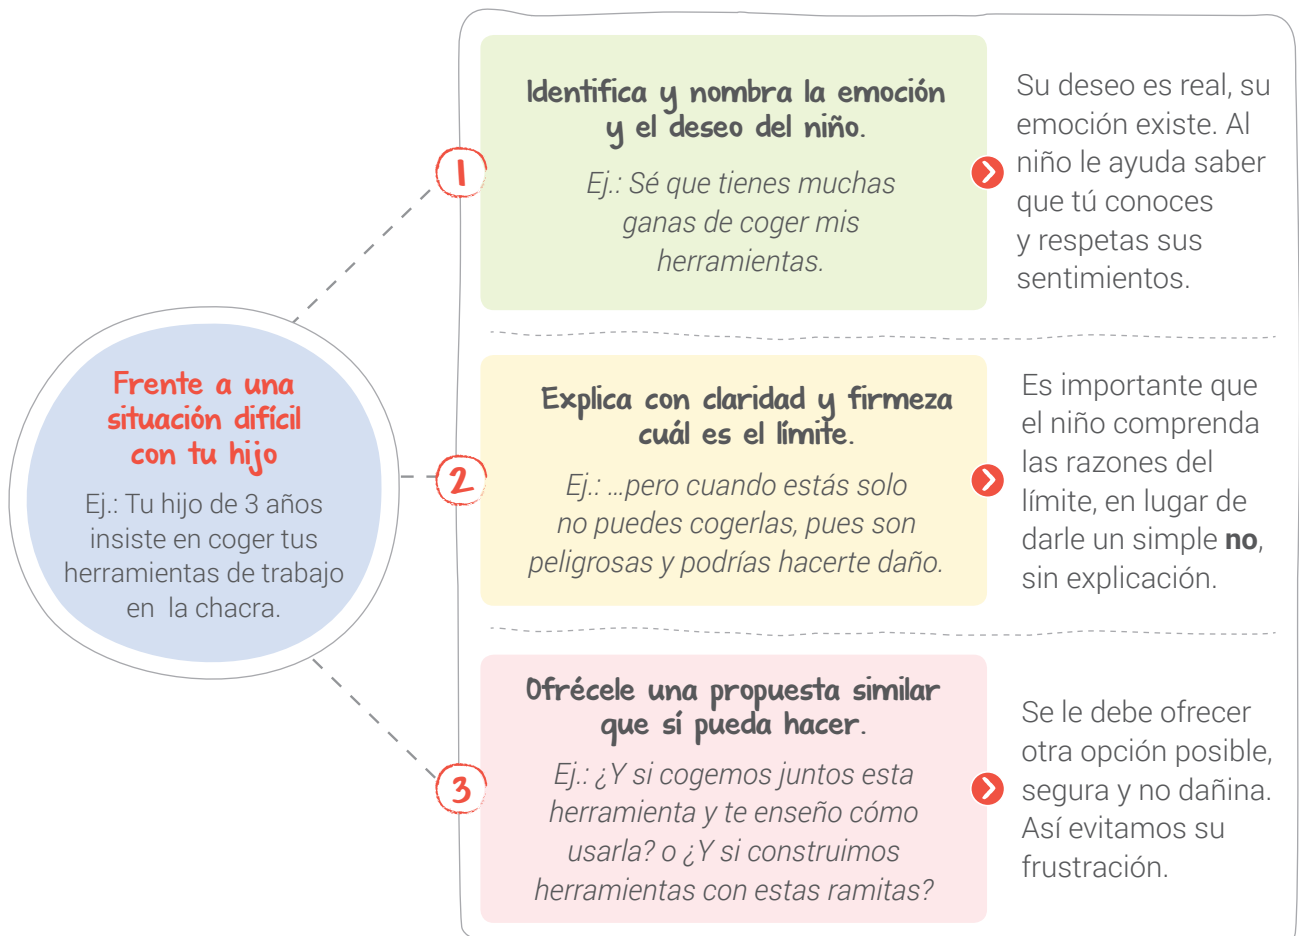 Frente a una
situación difícil
con tu hijo
Ej.: Tu hijo de 3 años
insiste en coger tus
herramientas de trabajo
en la chacra.
1
Identifica y nombra la emoción
y el deseo del niño.
Ej.: Sé que tienes muchas
ganas de coger mis
herramientas.
Su deseo es real, su
emoción existe. Al
niño le ayuda saber
que tú conoces
y respetas sus
sentimientos.
2
Explica con claridad y firmeza
cuál es el límite.
Ej.: ...pero cuando estás solo
no puedes cogerlas, pues son
peligrosas y podrías hacerte daño.
Es importante que
el niño comprenda
las razones del
límite, en lugar de
darle un simple no,
sin explicación.
3
Ofrécele una propuesta similar
que sí pueda hacer.
Ej.: ¿Y si cogemos juntos esta
herramienta y te enseño cómo
usarla? o ¿Y si construimos
herramientas con estas ramitas?
Se le debe ofrecer
otra opción posible,
segura y no dañina.
Así evitamos su
frustración.